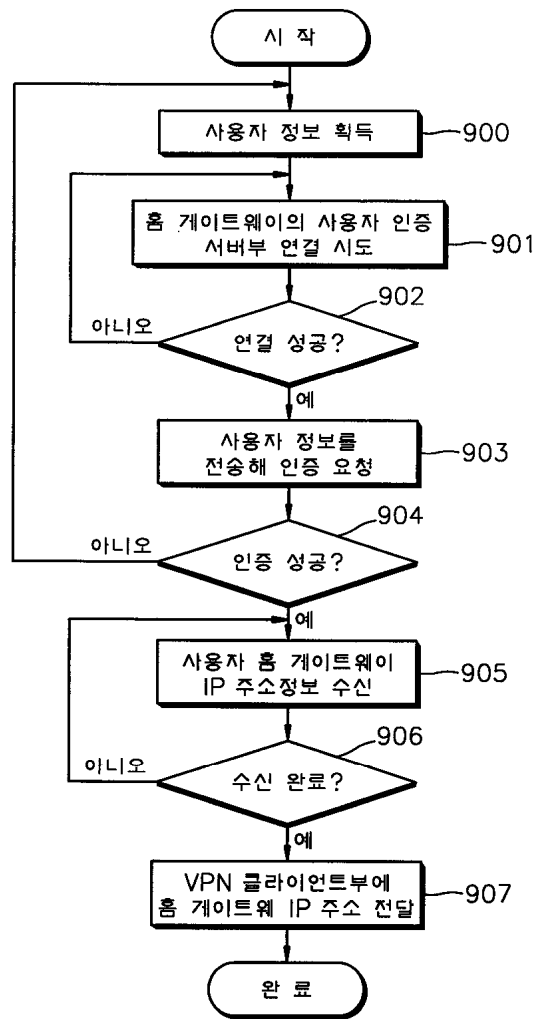 시 작
사용자 정보 획득
900
홈 게이트웨이의 사용자 인증
서버부 연결 시도
901
902
아니오
연결 성공?
예
사용자 정보를
전송해 인증 요청
903
904
아니오
인증 성공?
예
사용자 홈 게이트웨이
IP 주소정보 수신
905
906
아니오
수신 완료?
예
VPN 클라이언트부에
홈 게이트웨 IP 주소 전달
907
완 료